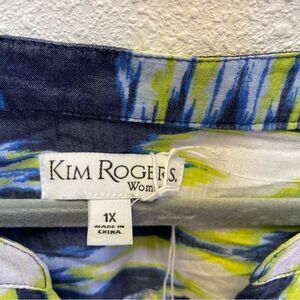 KIM ROGERS.
Wom
1X
MADE IN
CHINA